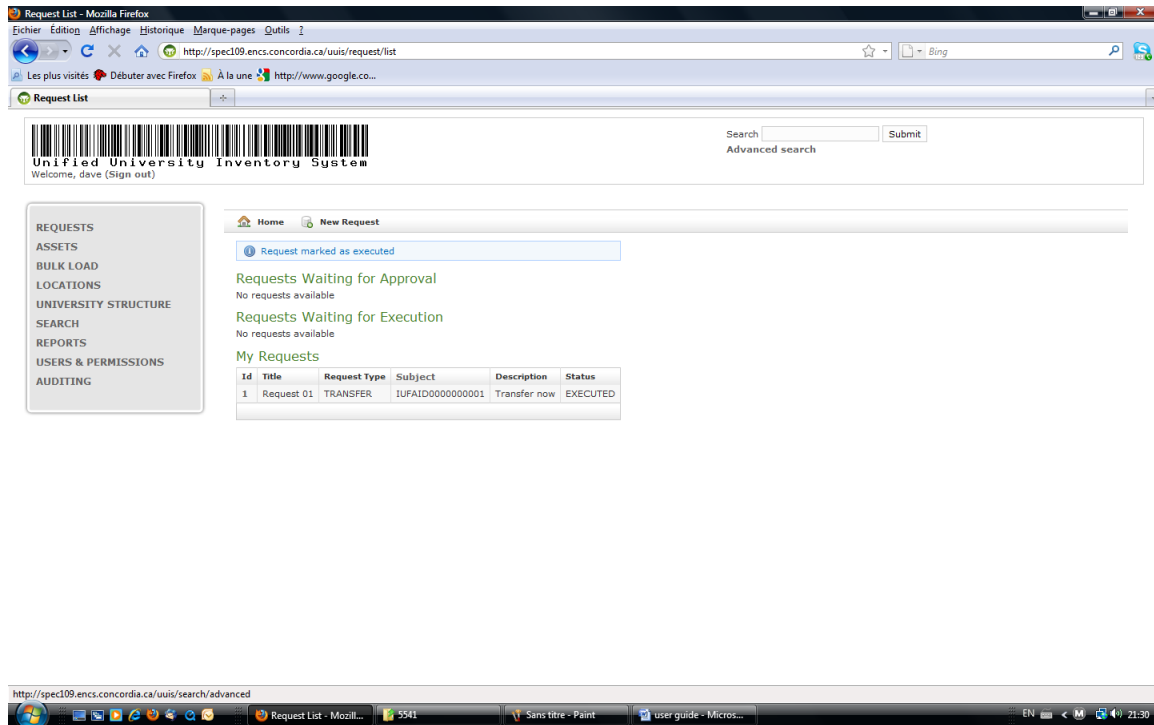 Request List - Mozilla Firefox
Fichier Édition Affichage Historique Marque-pages Outils ?
http://spec109.encs.concordia.ca/uuis/request/list
Bing
Les plus visités Débuter avec Firefox À la une http://www.google.co...
Request List
Unified University Inventory System
Welcome, dave (Sign out)
Search Submit
Advanced search
REQUESTS
ASSETS
BULK LOAD
LOCATIONS
UNIVERSITY STRUCTURE
SEARCH
REPORTS
USERS & PERMISSIONS
AUDITING
Home New Request
Request marked as executed
Requests Waiting for Approval
No requests available
Requests Waiting for Execution
No requests available
My Requests
Id Title Request Type Subject Description Status
1 Request 01 TRANSFER IUFAID0000000001 Transfer now EXECUTED
http://spec109.encs.concordia.ca/uuis/search/advanced
Request List - Mozill... 5541 Sans titre - Paint user guide - Micros... EN < M 21:30